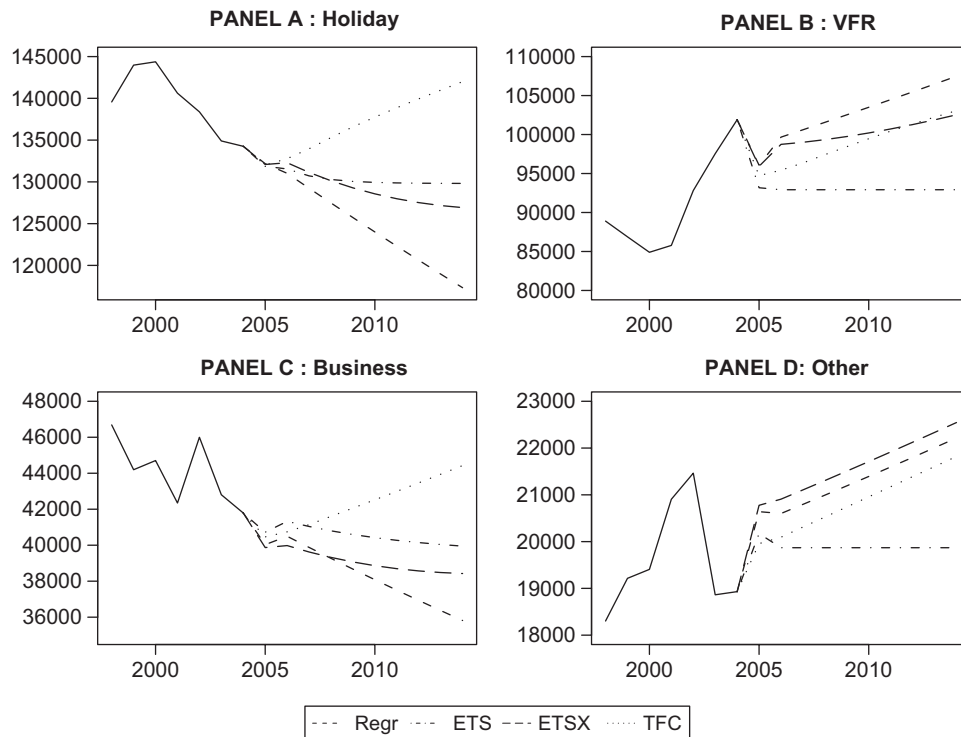 PANEL A : Holiday
145000
140000
135000
130000
125000
120000
2000 2005 2010
PANEL B : VFR
110000
105000
100000
95000
90000
85000
80000
2000 2005 2010
PANEL C : Business
48000
46000
44000
42000
40000
38000
36000
2000 2005 2010
PANEL D: Other
23000
22000
21000
20000
19000
18000
2000 2005 2010
Regr ETS ETSX TFC